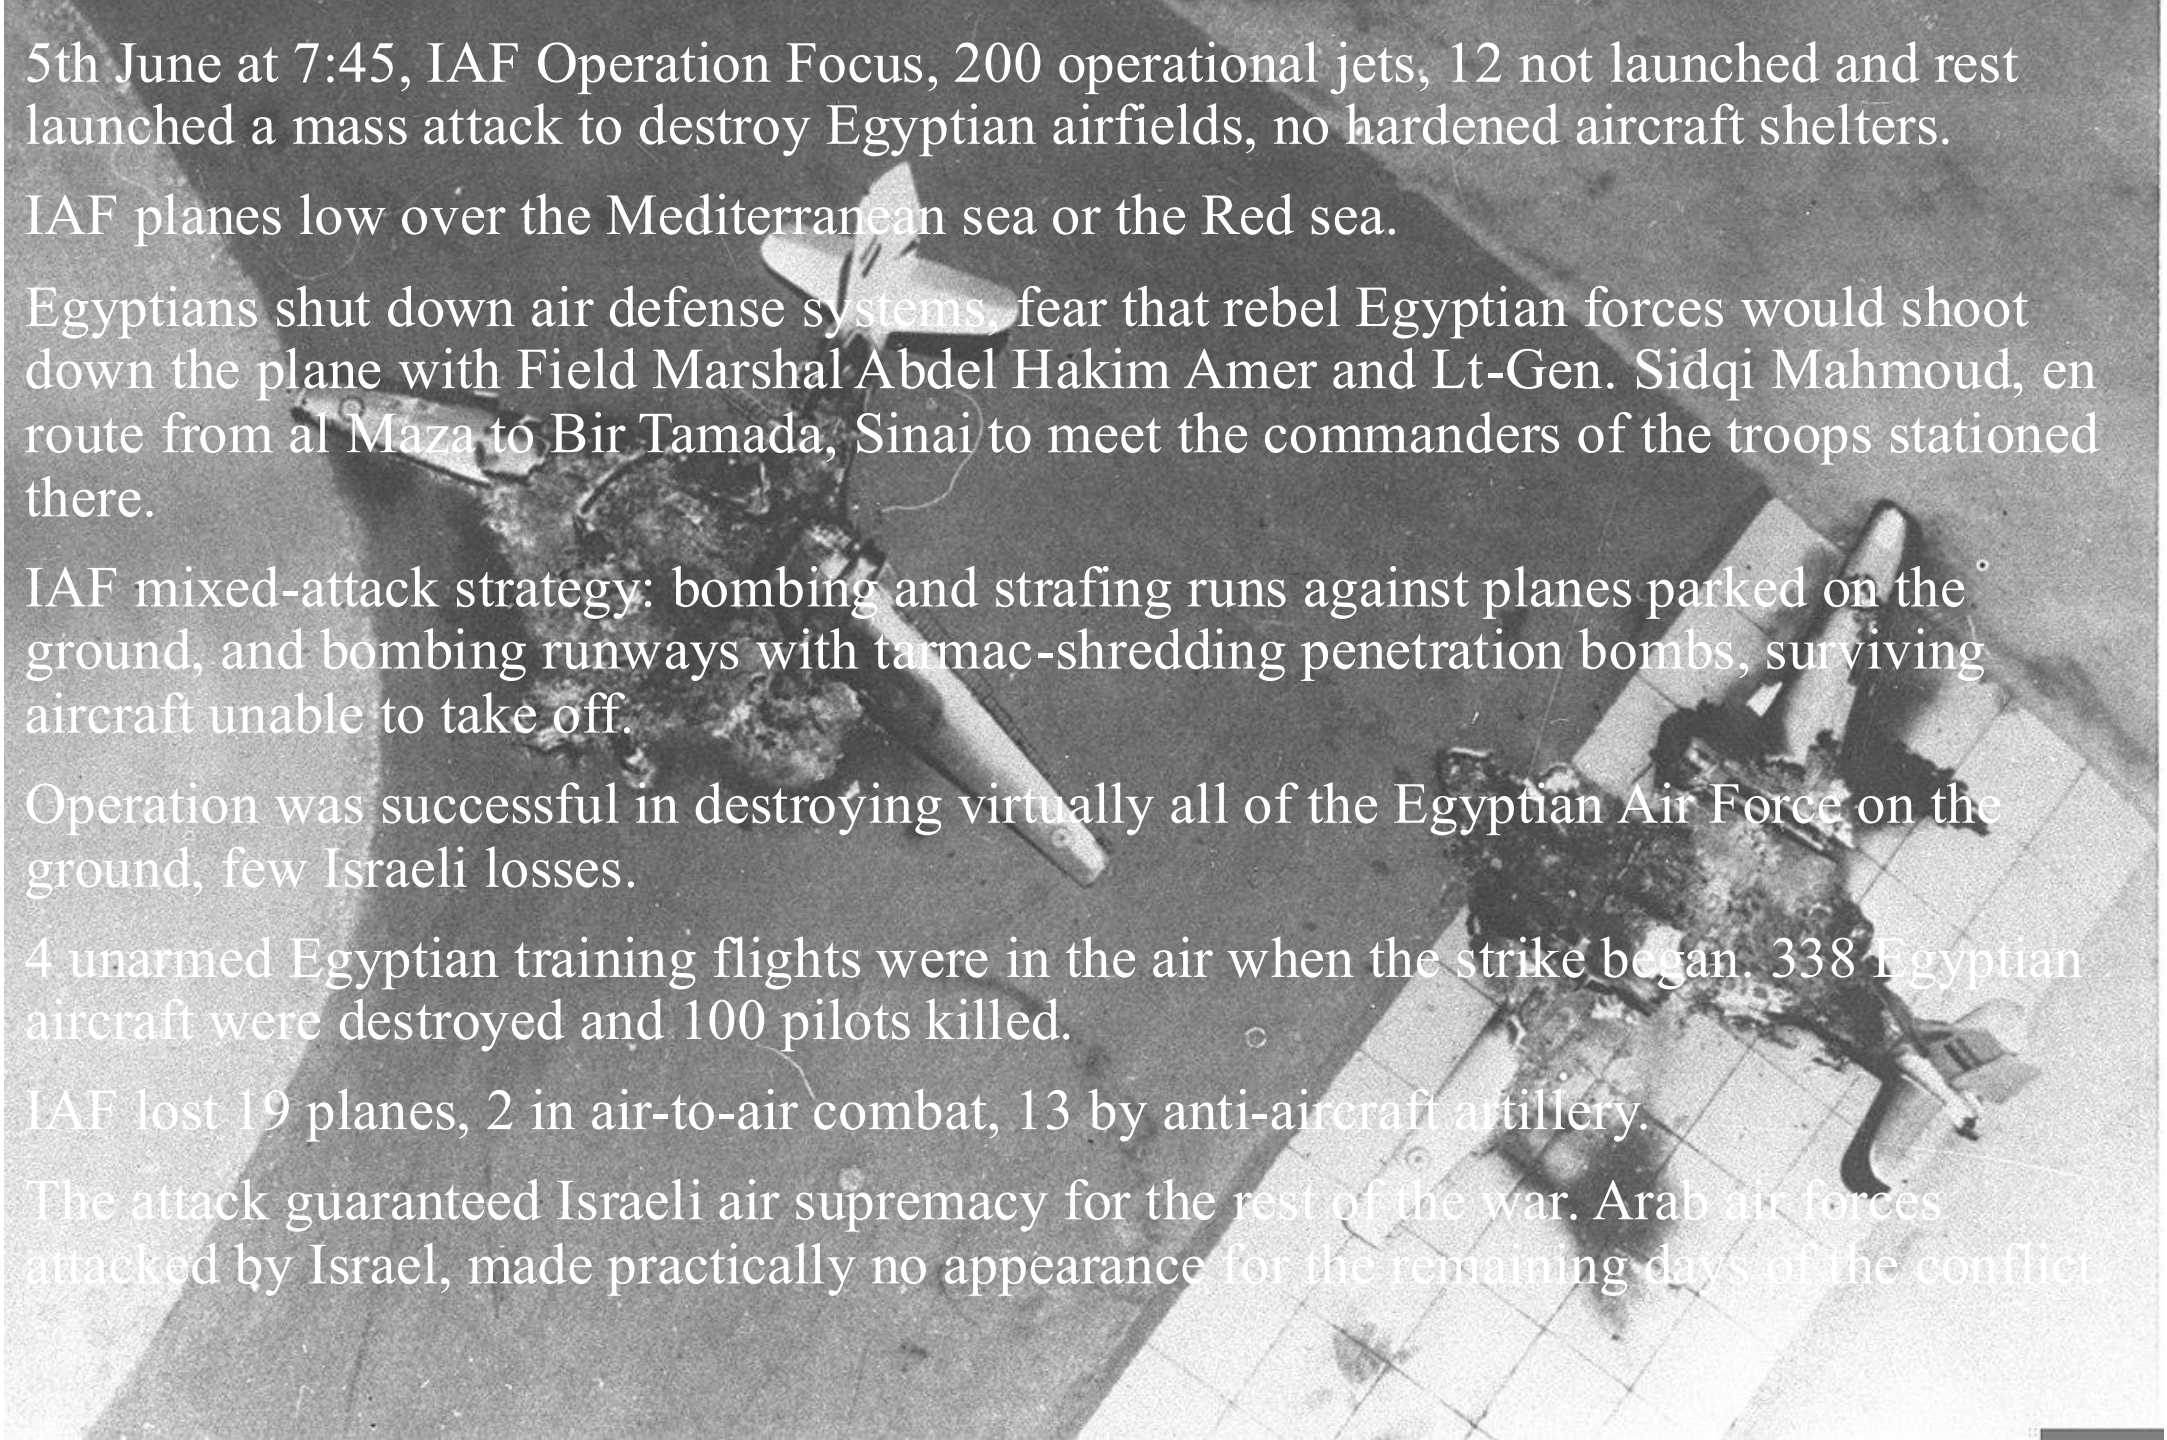 5th June at 7:45, IAF Operation Focus, 200 operational jets, 12 not launched and rest
launched a mass attack to destroy Egyptian airfields, no hardened aircraft shelters.
IAF planes low over the Mediterranean sea or the Red sea.
Egyptians shut down air defense systems, fear that rebel Egyptian forces would shoot
down the plane with Field Marshal Abdel Hakim Amer and Lt-Gen. Sidqi Mahmoud, en
route from al Maza to Bir Tamada, Sinai to meet the commanders of the troops stationed
there.
IAF mixed-attack strategy: bombing and strafing runs against planes parked on the
ground, and bombing runways with tarmac-shredding penetration bombs, surviving
aircraft unable to take off.
Operation was successful in destroying virtually all of the Egyptian Air Force on the
ground, few Israeli losses.
4 unarmed Egyptian training flights were in the air when the strike began. 338 Egyptian
aircraft were destroyed and 100 pilots killed.
IAF lost 19 planes, 2 in air-to-air combat, 13 by anti-aircraft artillery.
The attack guaranteed Israeli air supremacy for the rest of the war. Arab air forces
attacked by Israel, made practically no appearance for the remaining days of the conflict